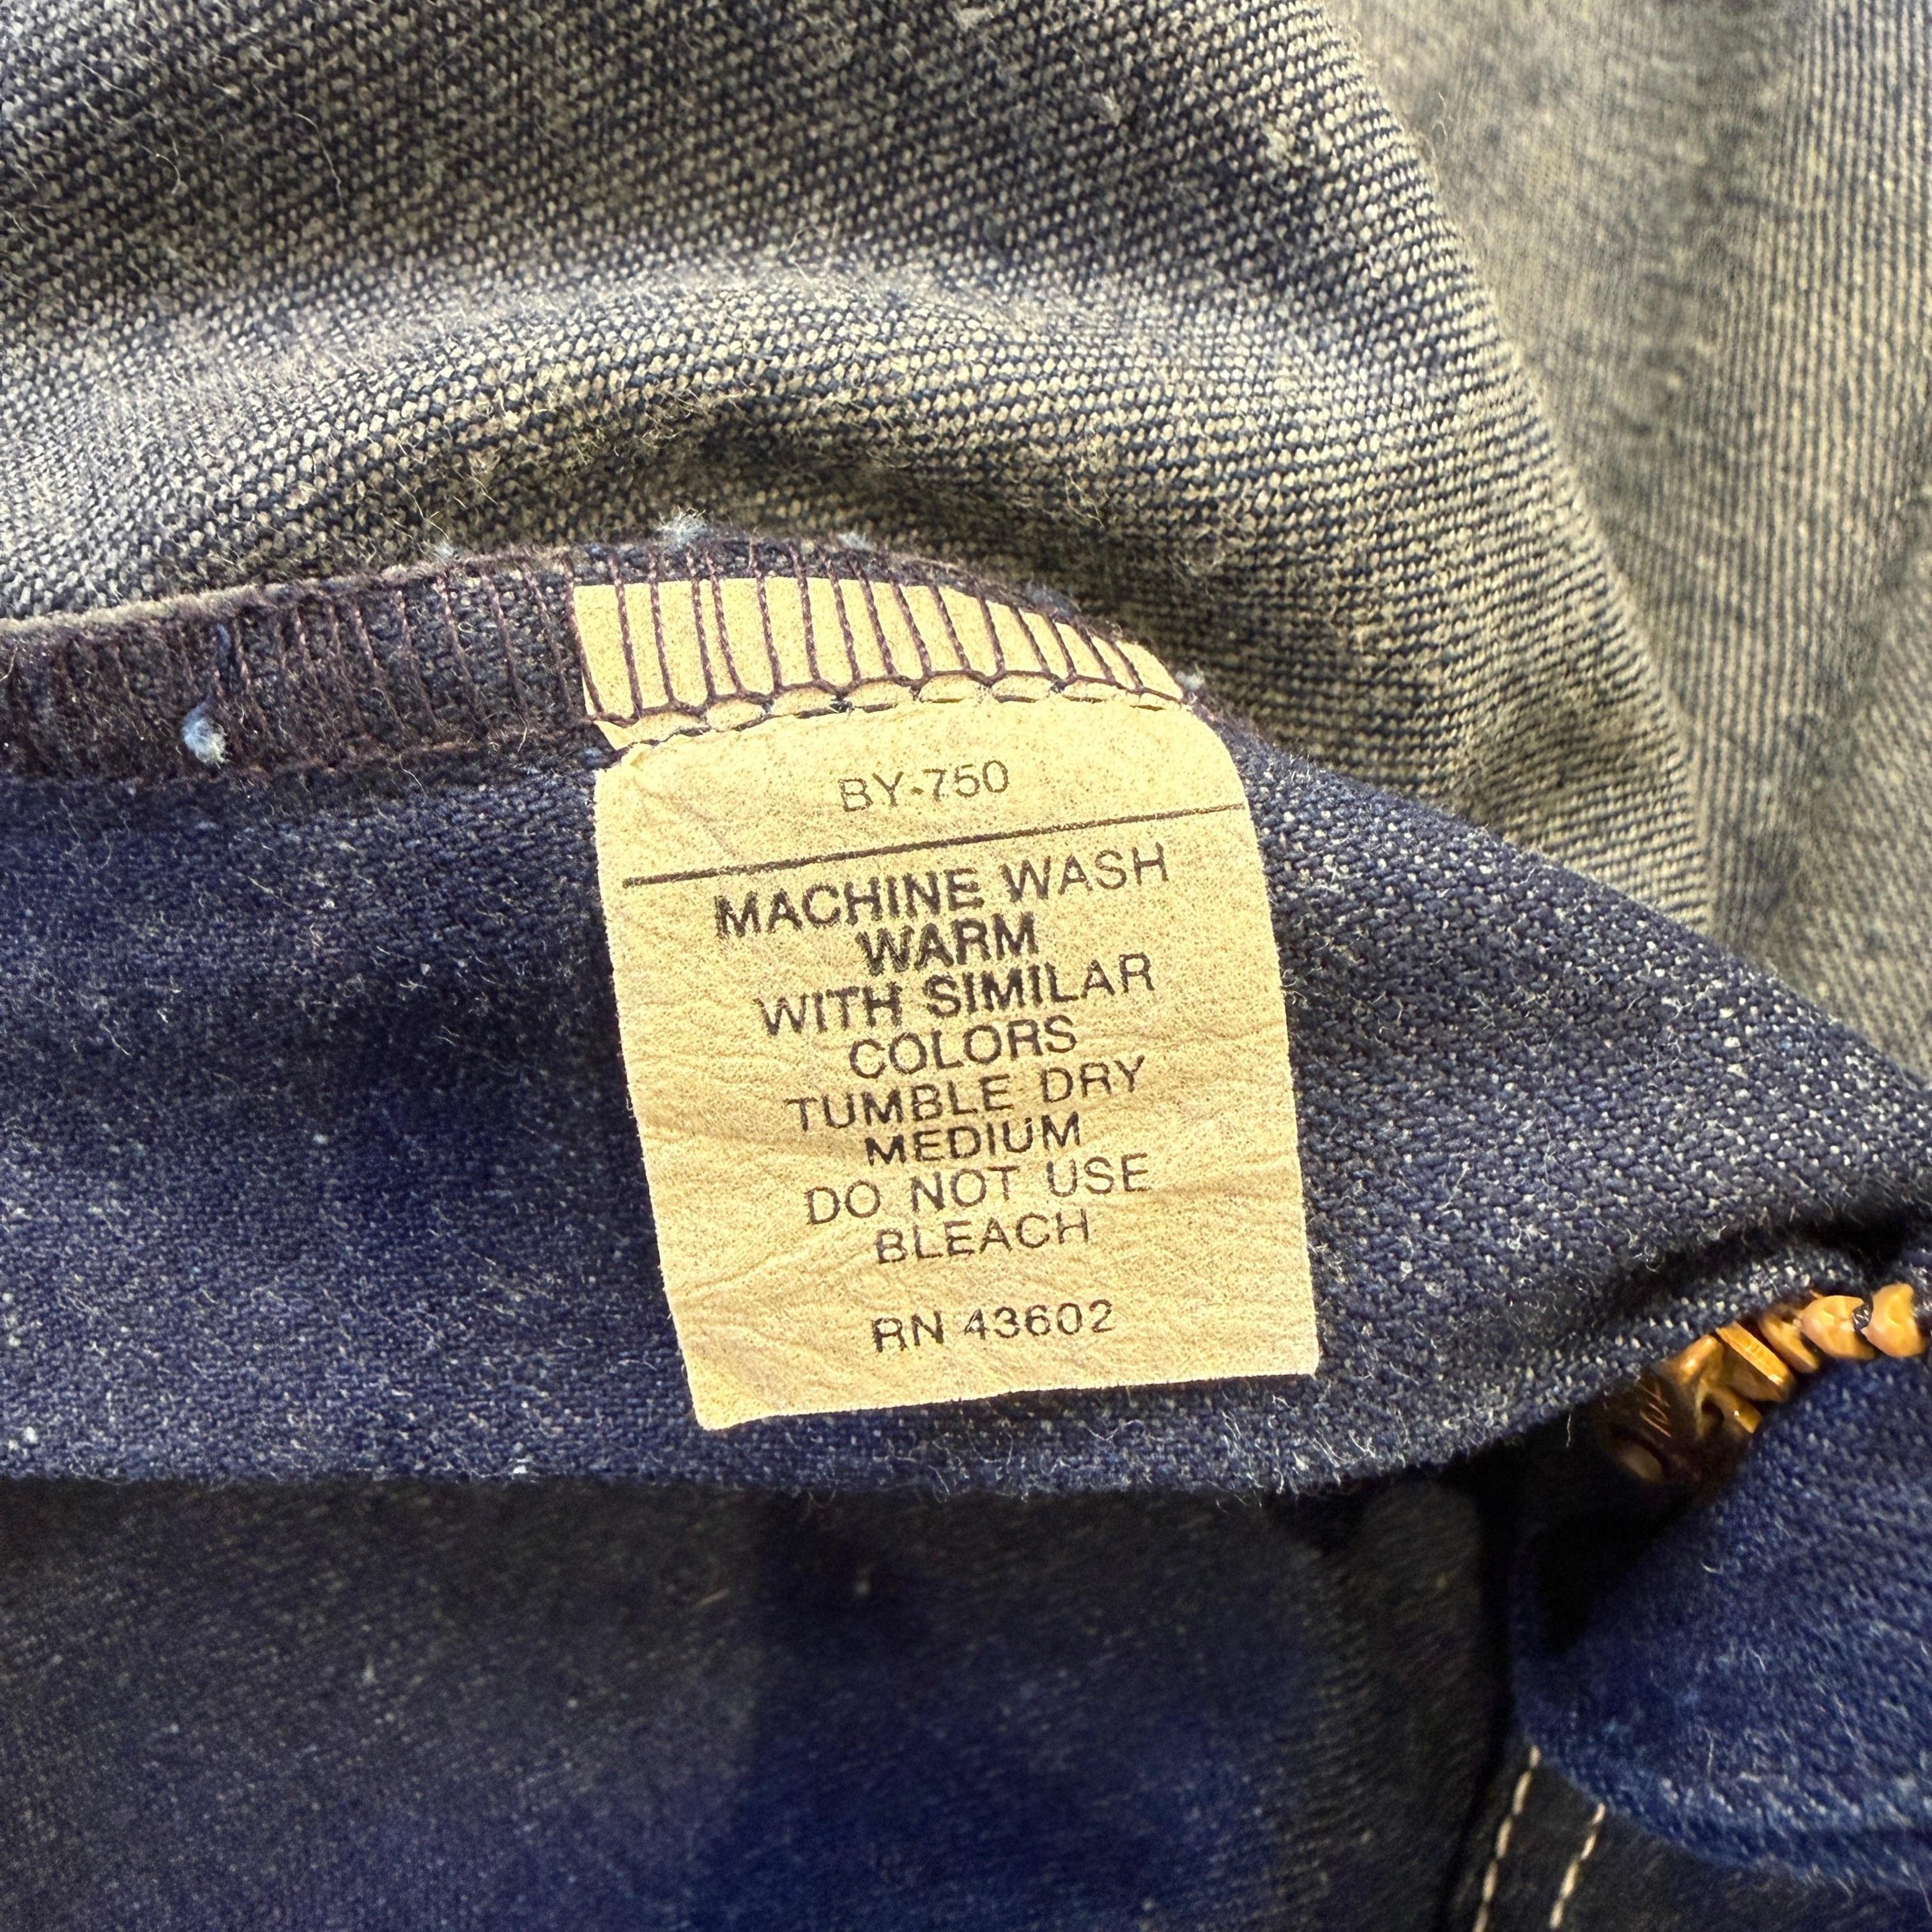 BY-750
MACHINE WASH
WARM
WITH SIMILAR
COLORS
TUMBLE DRY
MEDIUM
DO NOT USE
BLEACH
RN 43602